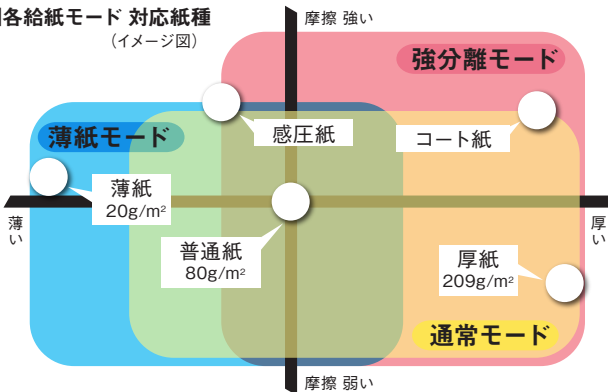 各給紙モード 対応紙種
(イメージ図)
摩擦 強い
強分離モード
薄紙モード
感圧紙
コート紙
薄紙
20g/m²
薄い
厚い
普通紙
80g/m²
厚紙
209g/m²
通常モード
摩擦 弱い